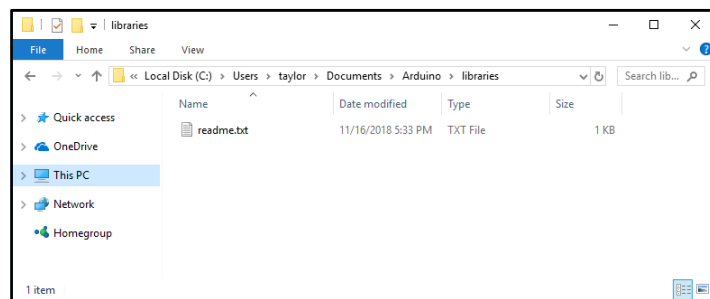 libraries
File Home Share View
« Local Disk (C:) > Users > taylor > Documents > Arduino > libraries Search lib...
Name Date modified Type Size
Quick access
readme.txt 11/16/2018 5:33 PM TXT File 1 KB
OneDrive
This PC
Network
Homegroup
1 item